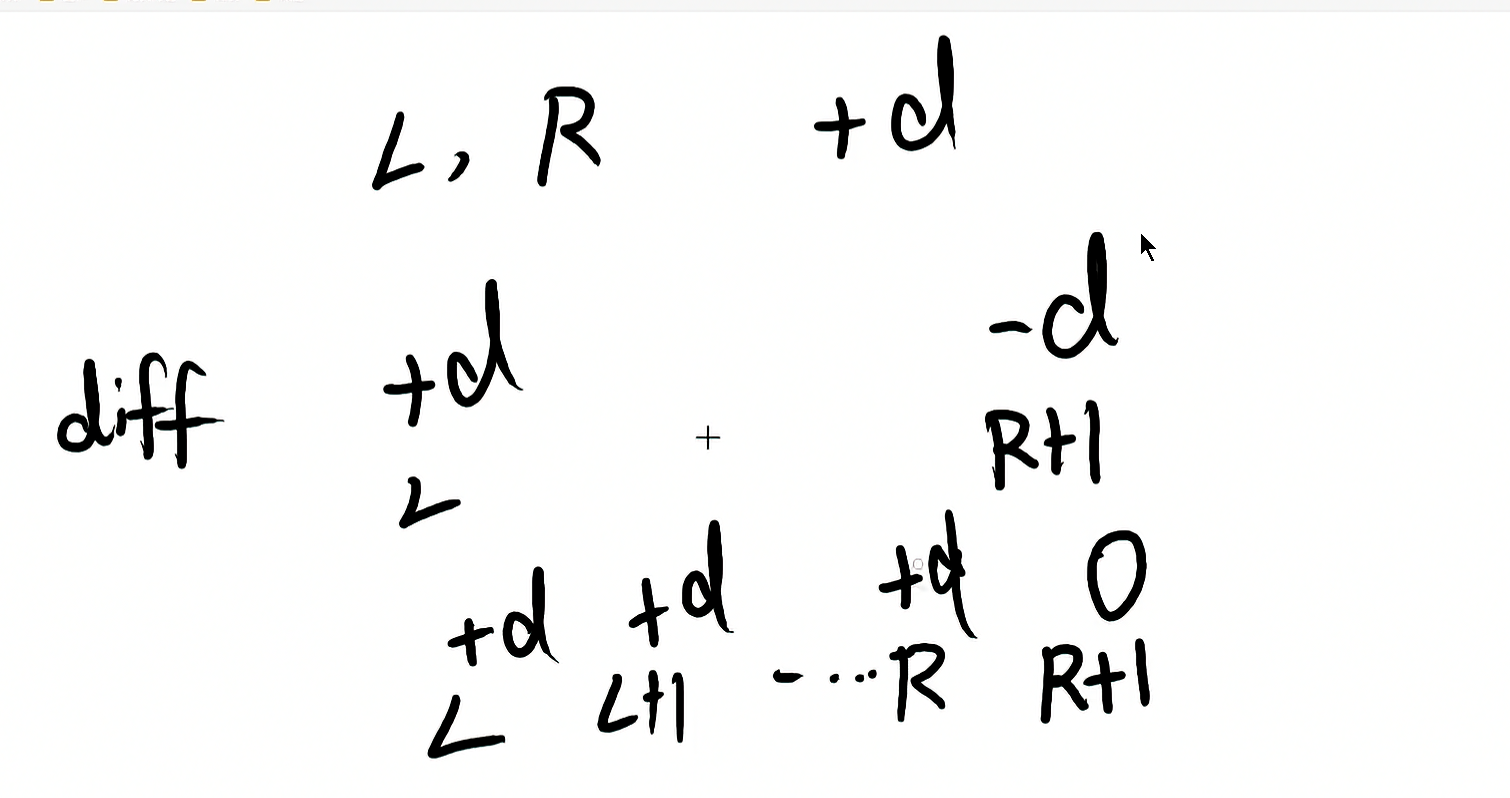 L, R +d
+d -d
diff
L R+1
+d +d +d 0
L L+1 - ... R R+1